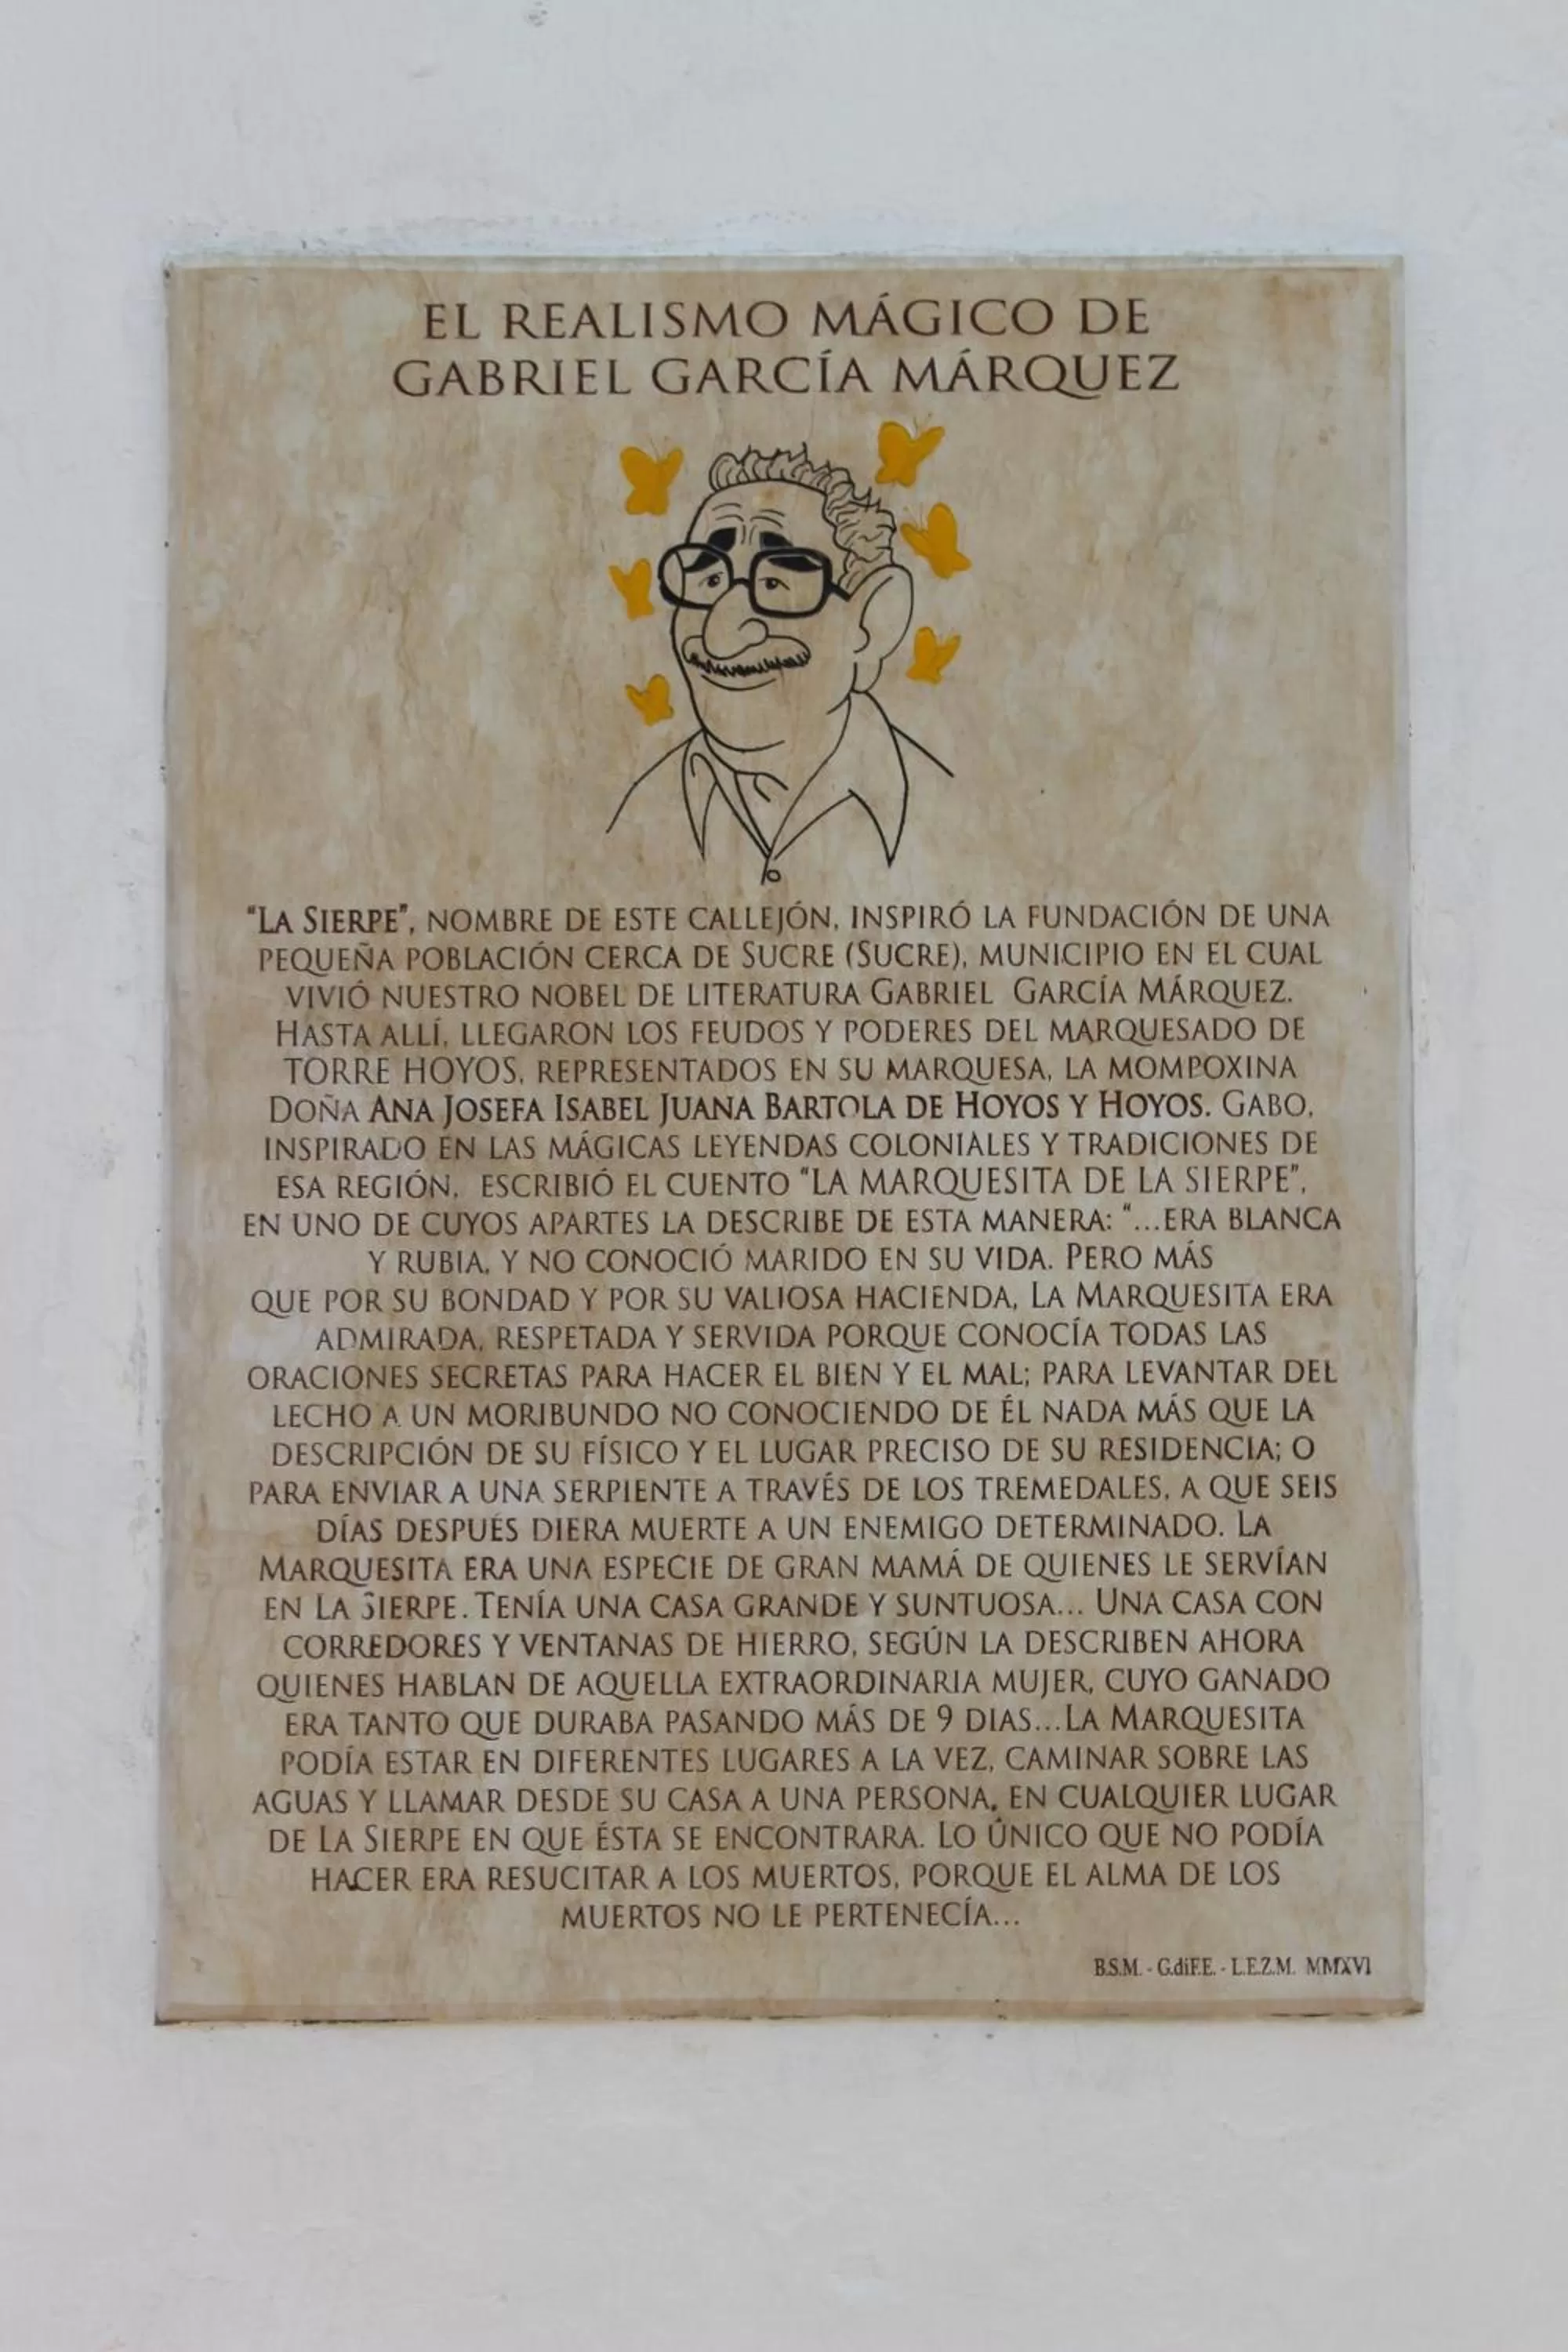 EL REALISMO MÁGICO DE
GABRIEL GARCÍA MÁRQUEZ
"LA SIERPE", NOMBRE DE ESTE CALLEJÓN, INSPIRÓ LA FUNDACIÓN DE UNA
PEQUEÑA POBLACIÓN CERCA DE SUCRE (SUCRE), MUNICIPIO EN EL CUAL
VIVIÓ NUESTRO NOBEL DE LITERATURA GABRIEL GARCÍA MÁRQUEZ.
HASTA ALLÍ, LLEGARON LOS FEUDOS Y PODERES DEL MARQUESADO DE
TORRE HOYOS, REPRESENTADOS EN SU MARQUESA, LA MOMPOXINA
DOÑA ANA JOSEFA ISABEL JUANA BARTOLA DE HOYOS Y HOYOS. GABO,
INSPIRADO EN LAS MÁGICAS LEYENDAS COLONIALES Y TRADICIONES DE
ESA REGIÓN, ESCRIBIÓ EL CUENTO "LA MARQUESITA DE LA SIERPE",
EN UNO DE CUYOS APARTES LA DESCRIBE DE ESTA MANERA: "...ERA BLANCA
Y RUBIA, Y NO CONOCIÓ MARIDO EN SU VIDA. PERO MÁS
QUE POR SU BONDAD Y POR SU VALIOSA HACIENDA, LA MARQUESITA ERA
ADMIRADA, RESPETADA Y SERVIDA PORQUE CONOCÍA TODAS LAS
ORACIONES SECRETAS PARA HACER EL BIEN Y EL MAL; PARA LEVANTAR DEL
LECHO A UN MORIBUNDO NO CONOCIENDO DE ÉL NADA MÁS QUE LA
DESCRIPCIÓN DE SU FÍSICO Y EL LUGAR PRECISO DE SU RESIDENCIA; O
PARA ENVIAR A UNA SERPIENTE A TRAVÉS DE LOS TREMEDALES, A QUE SEIS
DÍAS DESPUÉS DIERA MUERTE A UN ENEMIGO DETERMINADO. LA
MARQUESITA ERA UNA ESPECIE DE GRAN MAMÁ DE QUIENES LE SERVÍAN
EN LA SIERPE. TENÍA UNA CASA GRANDE Y SUNTUOSA... UNA CASA CON
CORREDORES Y VENTANAS DE HIERRO, SEGÚN LA DESCRIBEN AHORA
QUIENES HABLAN DE AQUELLA EXTRAORDINARIA MUJER, CUYO GANADO
ERA TANTO QUE DURABA PASANDO MÁS DE 9 DIAS...LA MARQUESITA
PODÍA ESTAR EN DIFERENTES LUGARES A LA VEZ, CAMINAR SOBRE LAS
AGUAS Y LLAMAR DESDE SU CASA A UNA PERSONA, EN CUALQUIER LUGAR
DE LA SIERPE EN QUE ÉSTA SE ENCONTRARA. LO ÚNICO QUE NO PODÍA
HACER ERA RESUCITAR A LOS MUERTOS, PORQUE EL ALMA DE LOS
MUERTOS NO LE PERTENECÍA...
B.S.M. - G.diF.E. - L.E.Z.M. MMXVI